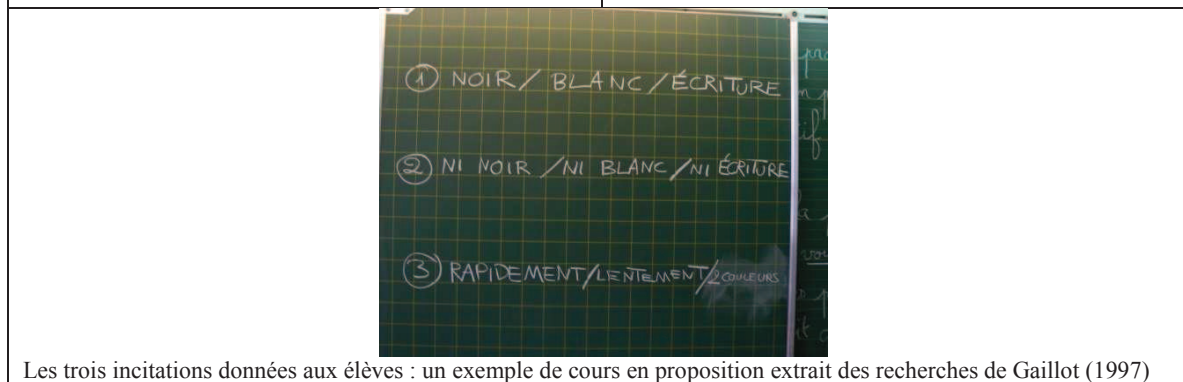 ① NOIR / BLANC / ÉCRITURE
② NI NOIR / NI BLANC / NI ÉCRITURE
③ RAPIDEMENT / LENTEMENT / 2 COULEURS
Les trois incitations données aux élèves : un exemple de cours en proposition extrait des recherches de Gaillot (1997)